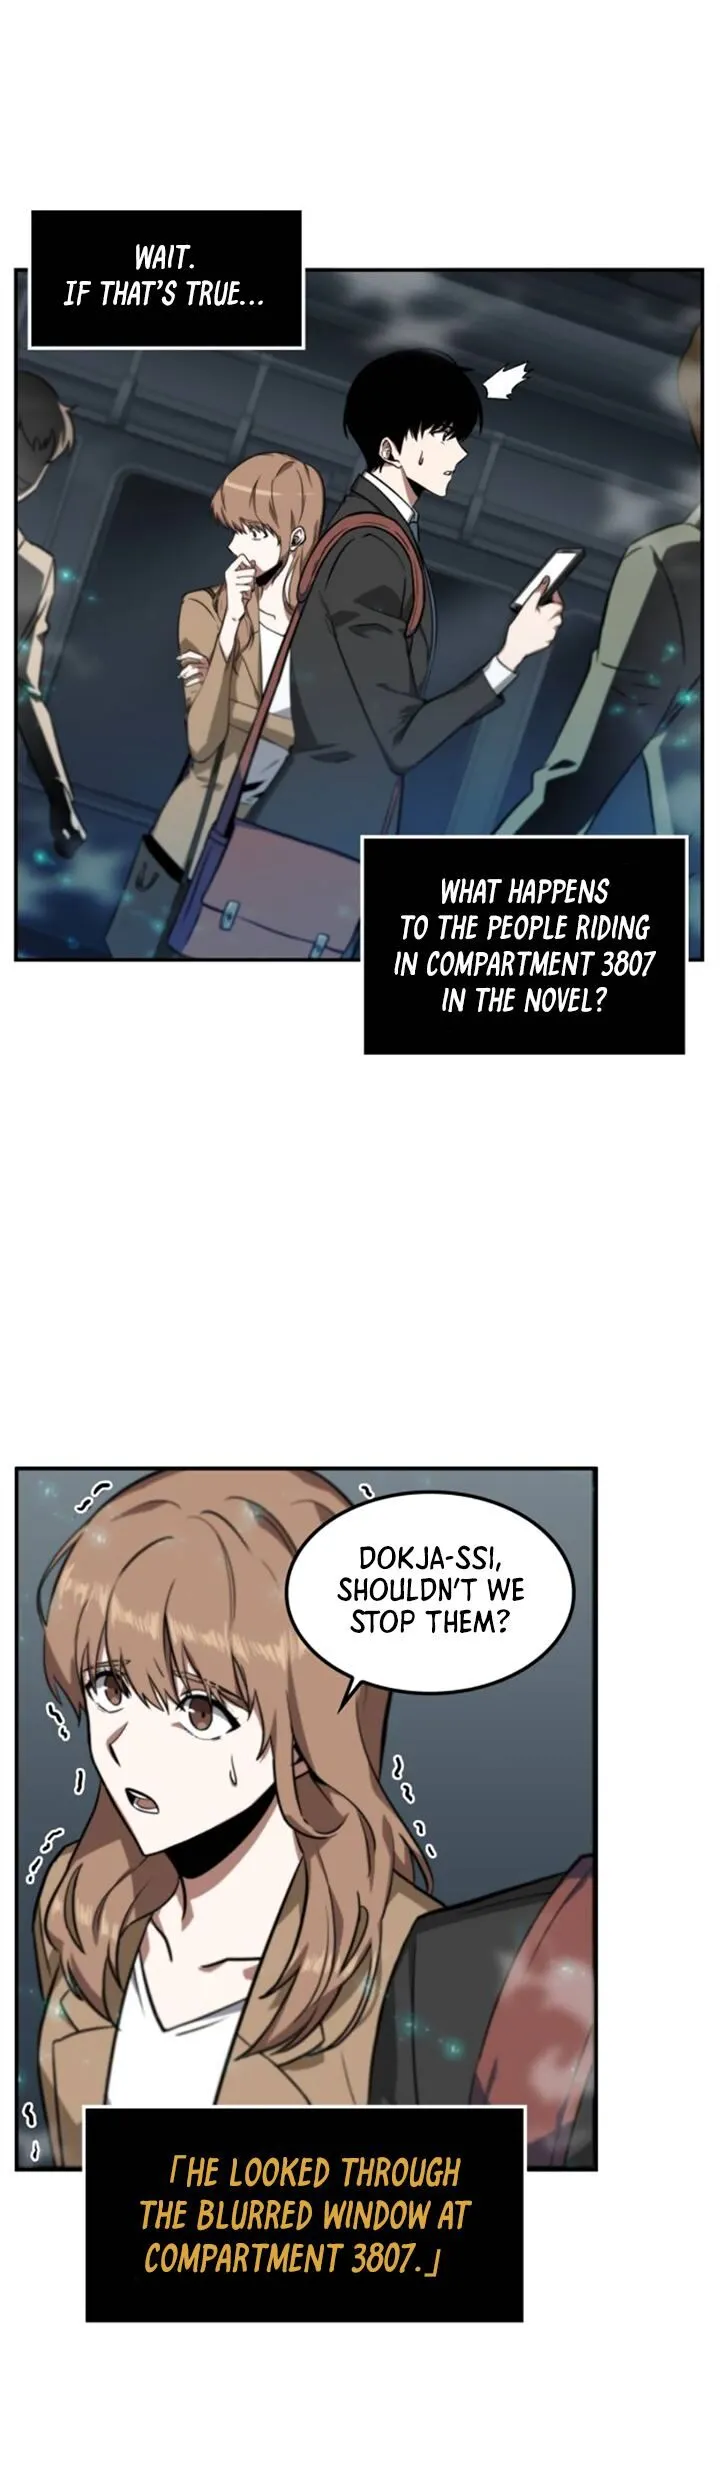 WAIT.
IF THAT'S TRUE...
WHAT HAPPENS
TO THE PEOPLE RIDING
IN COMPARTMENT 3807
IN THE NOVEL?
DOKJA-SSI,
SHOULDN'T WE
STOP THEM?
「HE LOOKED THROUGH
THE BLURRED WINDOW AT
COMPARTMENT 3807.」